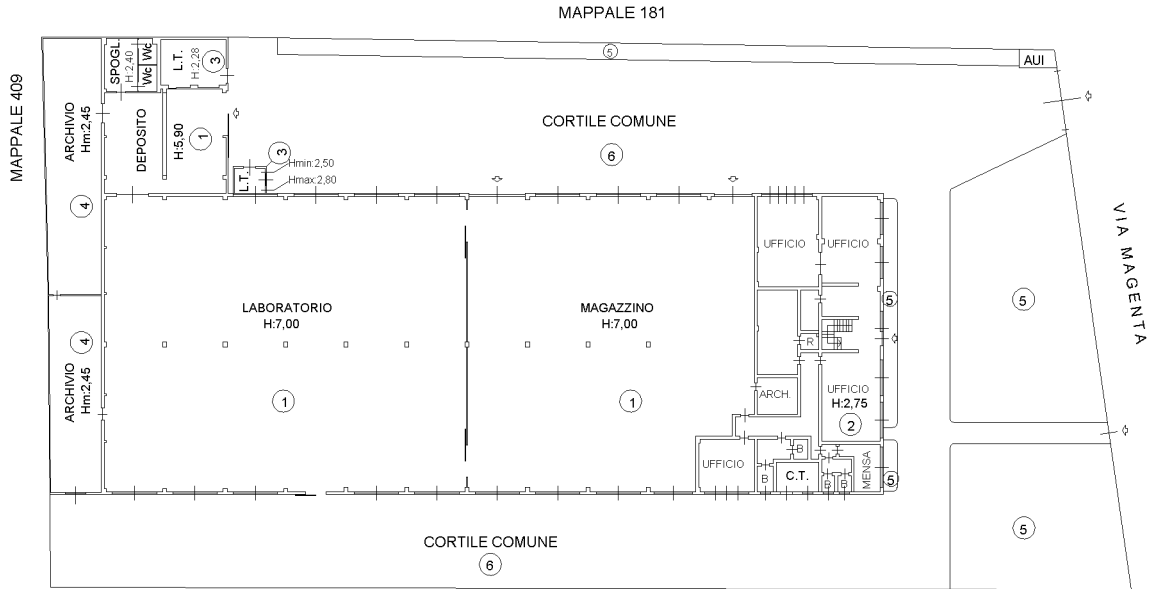 MAPPALE 181
MAPPALE 409
SPOGL.
H:2,40
Wc
Wc
L.T.
H:2,28
3
5
AUI
ARCHIVIO
Hm:2,45
DEPOSITO
H:5,90
1
CORTILE COMUNE
6
3
Hmin:2,50
Hmax:2,80
L.T.
4
UFFICIO
UFFICIO
VIA MAGENTA
LABORATORIO
H:7,00
MAGAZZINO
H:7,00
5
5
4
R
ARCHIVIO
Hm:2,45
1
1
ARCH.
UFFICIO
H:2,75
2
UFFICIO
B
B
C.T.
B
B
MENSA
5
5
CORTILE COMUNE
6